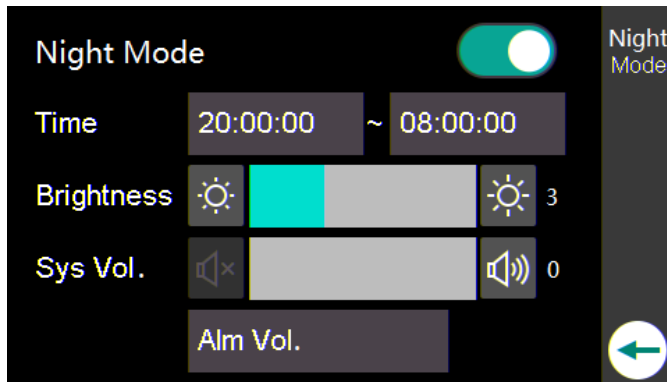 Night Mode
Night
Mode
Time 20:00:00 ~ 08:00:00
Brightness 3
Sys Vol. 0
Alm Vol.